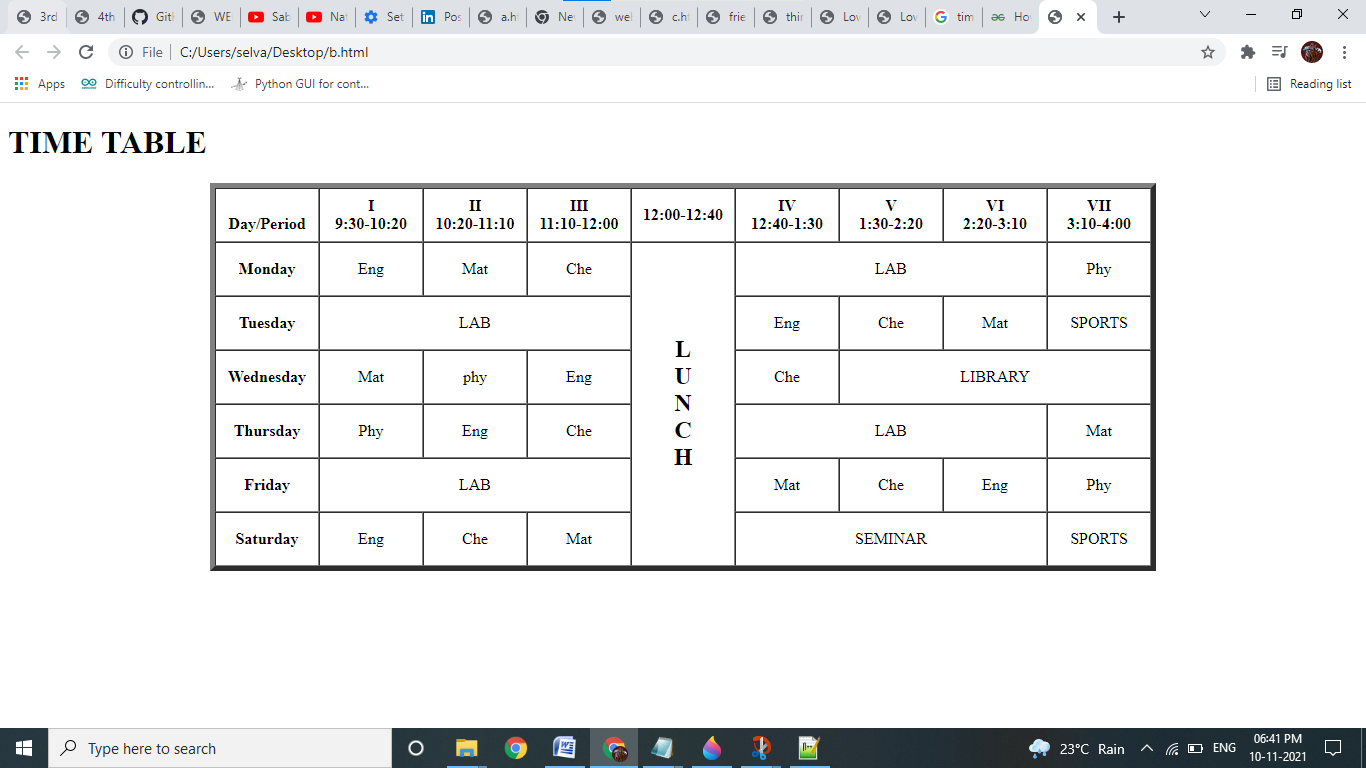 3rd 4th Gitl WE Sab Na Set Pos a.h Ne wel c.h frie thir Lov Lov tim Ho
File C:/Users/selva/Desktop/b.html
Apps Difficulty controllin... Python GUI for cont... Reading list
TIME TABLE
Day/Period I 9:30-10:20 II 10:20-11:10 III 11:10-12:00 12:00-12:40 IV 12:40-1:30 V 1:30-2:20 VI 2:20-3:10 VII 3:10-4:00
Monday Eng Mat Che LAB Phy
Tuesday LAB Eng Che Mat SPORTS
Wednesday Mat phy Eng Che LIBRARY
Thursday Phy Eng Che LAB Mat
Friday LAB Mat Che Eng Phy
Saturday Eng Che Mat SEMINAR SPORTS
L
U
N
C
H
Type here to search 23°C Rain ENG 06:41 PM
10-11-2021